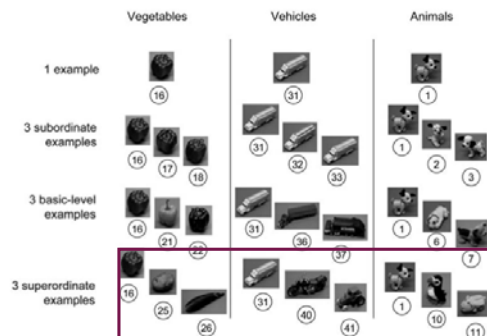 Vegetables Vehicles Animals
1 example
16 31 1
3 subordinate
examples
16 17 18 31 32 33 1 2 3
3 basic-level
examples
16 21 22 31 36 37 1 6 7
3 superordinate
examples
16 25 26 31 40 41 1 10 11